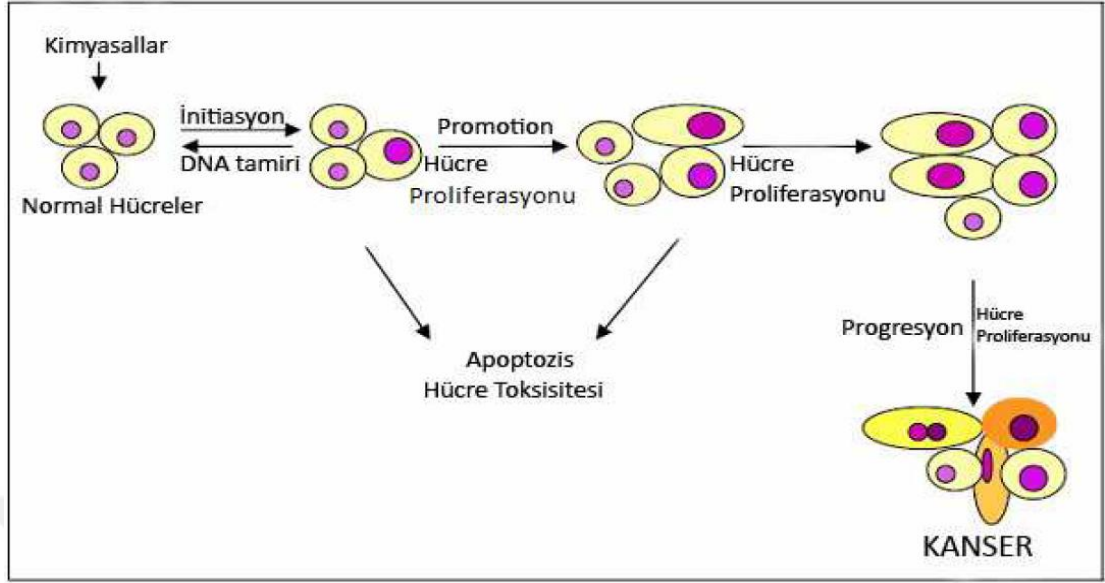 Kimyasallar
İnitiasyon
DNA tamiri
Normal Hücreler
Promotion
Hücre
Proliferasyonu
Hücre
Proliferasyonu
Apoptozis
Hücre Toksisitesi
Progresyon
Hücre
Proliferasyonu
KANSER